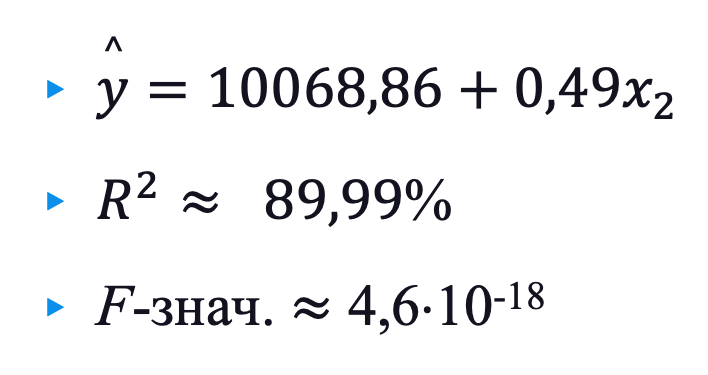 ŷ = 10068,86 + 0,49x₂
R² ≈ 89,99%
F-знач. ≈ 4,6·10⁻¹⁸